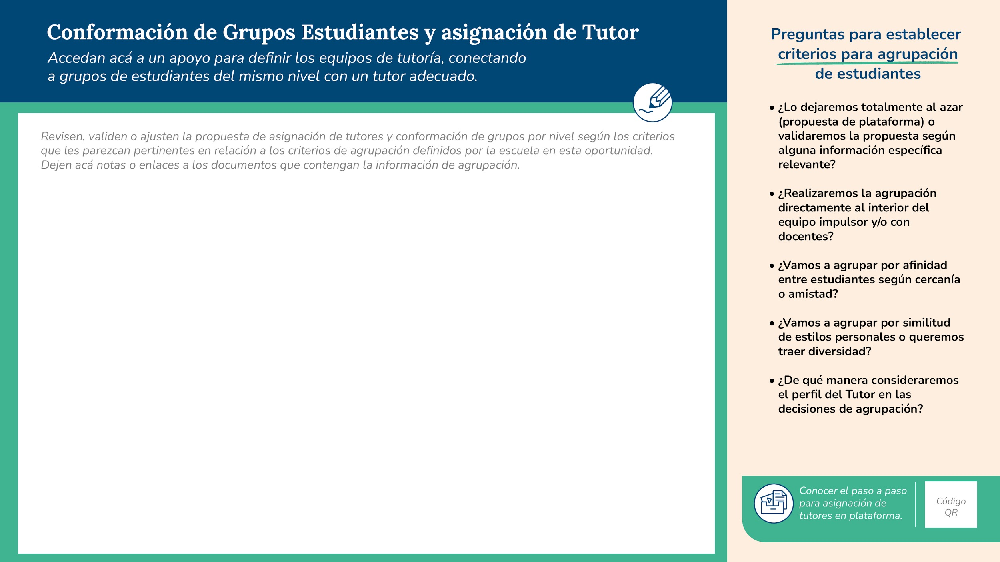 Conformación de Grupos Estudiantes y asignación de Tutor
Accedan acá a un apoyo para definir los equipos de tutoría, conectando
a grupos de estudiantes del mismo nivel con un tutor adecuado.
Revisen, validen o ajusten la propuesta de asignación de tutores y conformación de grupos por nivel según los criterios
que les parezcan pertinentes en relación a los criterios de agrupación definidos por la escuela en esta oportunidad.
Dejen acá notas o enlaces a los documentos que contengan la información de agrupación.
Preguntas para establecer
criterios para agrupación
de estudiantes
• ¿Lo dejaremos totalmente al azar
(propuesta de plataforma) o
validaremos la propuesta según
alguna información específica
relevante?
• ¿Realizaremos la agrupación
directamente al interior del
equipo impulsor y/o con
docentes?
• ¿Vamos a agrupar por afinidad
entre estudiantes según cercanía
o amistad?
• ¿Vamos a agrupar por similitud
de estilos personales o queremos
traer diversidad?
• ¿De qué manera consideraremos
el perfil del Tutor en las
decisiones de agrupación?
Conocer el paso a paso
para asignación de
tutores en plataforma.
Código
QR